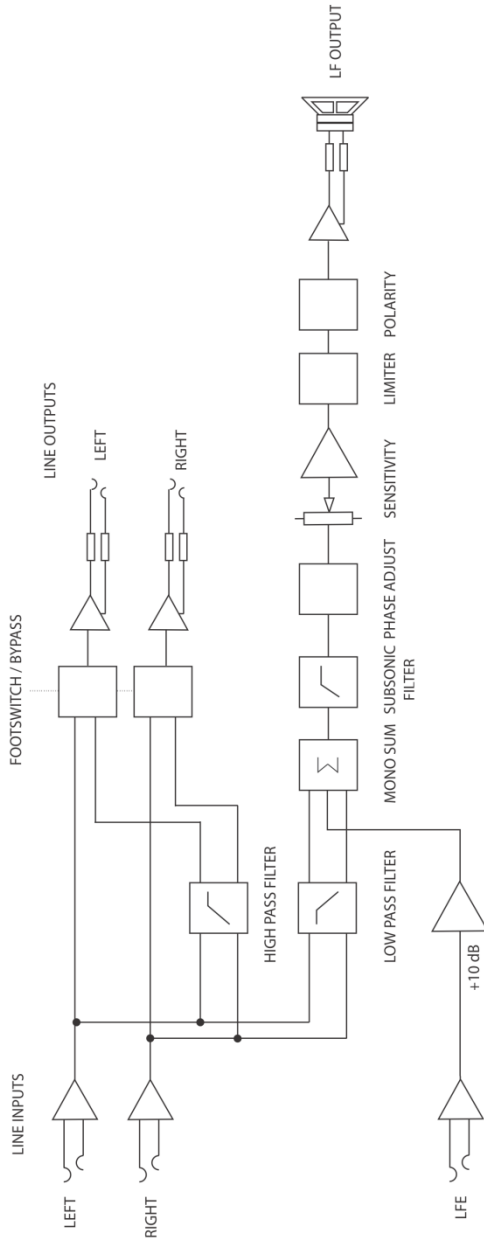 LINE INPUTS
LEFT
RIGHT
LFE
+10 dB
HIGH PASS FILTER
LOW PASS FILTER
FOOTSWITCH / BYPASS
LINE OUTPUTS
LEFT
RIGHT
Σ
MONO SUM
SUBSONIC
FILTER
PHASE ADJUST
SENSITIVITY
LIMITER
POLARITY
LF OUTPUT